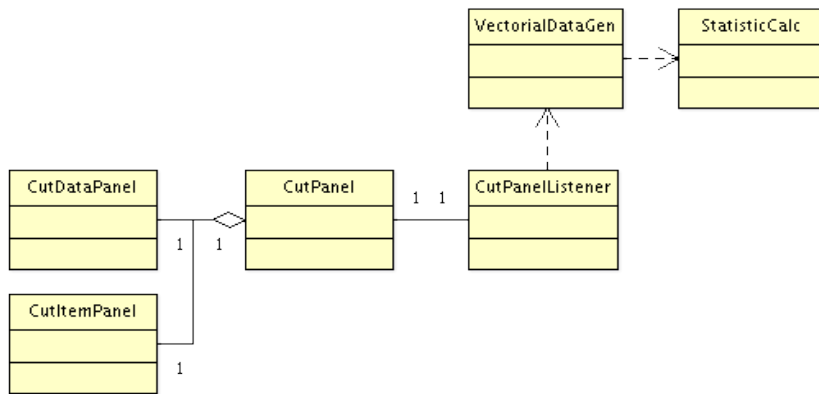 VectorialDataGen
StatisticCalc
CutDataPanel
CutPanel
1 1
CutPanelListener
1
1
CutItemPanel
1